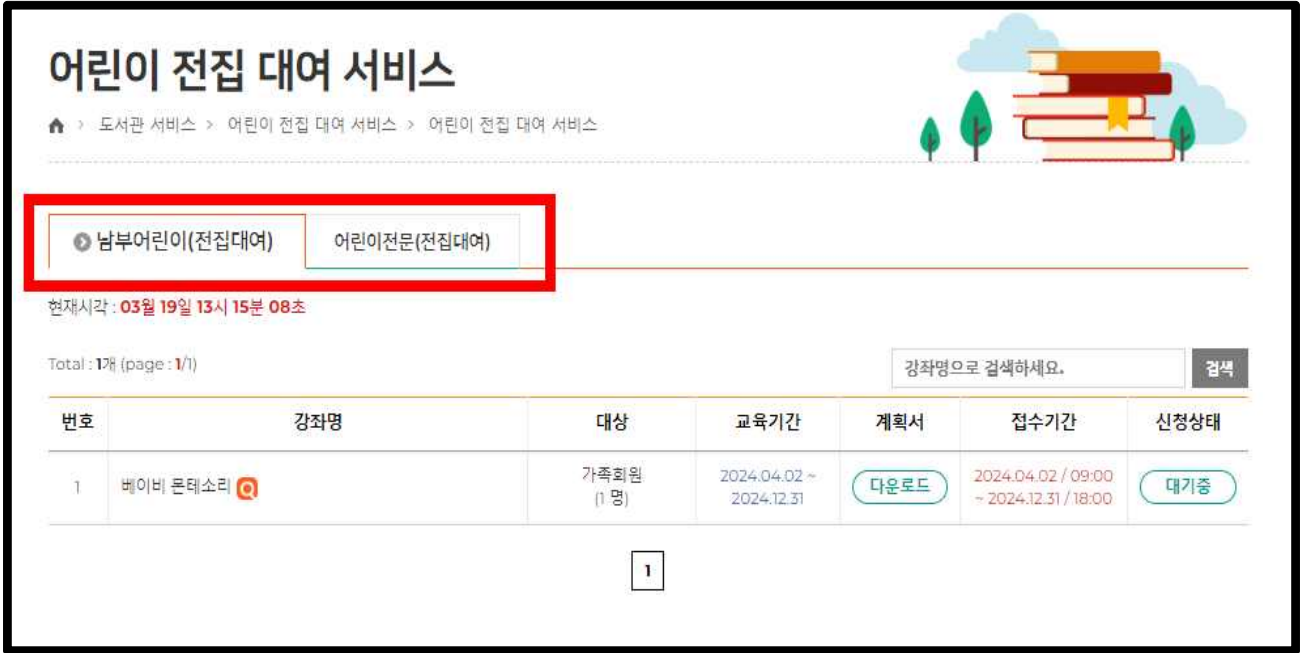 어린이 전집 대여 서비스
도서관 서비스 > 어린이 전집 대여 서비스 > 어린이 전집 대여 서비스
남부어린이(전집대여) 어린이전문(전집대여)
현재시각 : 03월 19일 13시 15분 08초
Total : 1개 (page : 1/1) 강좌명으로 검색하세요. 검색
번호 강좌명 대상 교육기간 계획서 접수기간 신청상태
1 베이비 몬테소리 Q 가족회원 2024.04.02 ~ 다운로드 2024.04.02 / 09:00 대기중
(1 명) 2024.12.31 ~ 2024.12.31 / 18:00
1